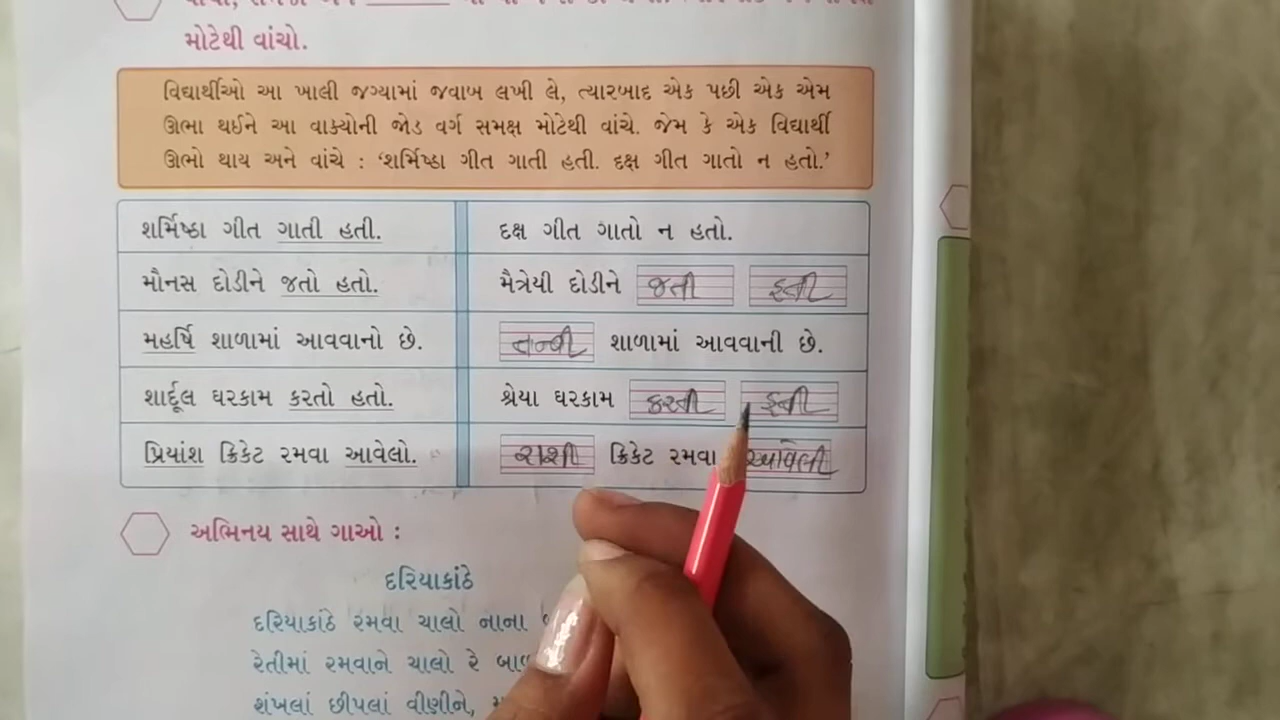 મોટેથી વાંચો.
વિદ્યાર્થીઓ આ ખાલી જગ્યામાં જવાબ લખી લે, ત્યારબાદ એક પછી એક એમ
ઊભા થઈને આ વાક્યોની જોડ વર્ગ સમક્ષ મોટેથી વાંચે. જેમ કે એક વિદ્યાર્થી
ઊભો થાય અને વાંચે : ‘શર્મિષ્ઠા ગીત ગાતી હતી. દક્ષ ગીત ગાતો ન હતો.’
શર્મિષ્ઠા ગીત ગાતી હતી. દક્ષ ગીત ગાતો ન હતો.
મૌનસ દોડીને જતો હતો. મૈત્રેયી દોડીને જતી હતી
મહર્ષિ શાળામાં આવવાનો છે. તન્વી શાળામાં આવવાની છે.
શાર્દૂલ ઘરકામ કરતો હતો. શ્રેયા ઘરકામ કરતી હતી
પ્રિયાંશ ક્રિકેટ રમવા આવેલો. રાશી ક્રિકેટ રમવા આવેલી
અભિનય સાથે ગાઓ :
દરિયાકાંઠે
દરિયાકાંઠે રમવા ચાલો નાના
રેતીમાં રમવાને ચાલો રે
શંખલાં છીપલાં વીણીને,